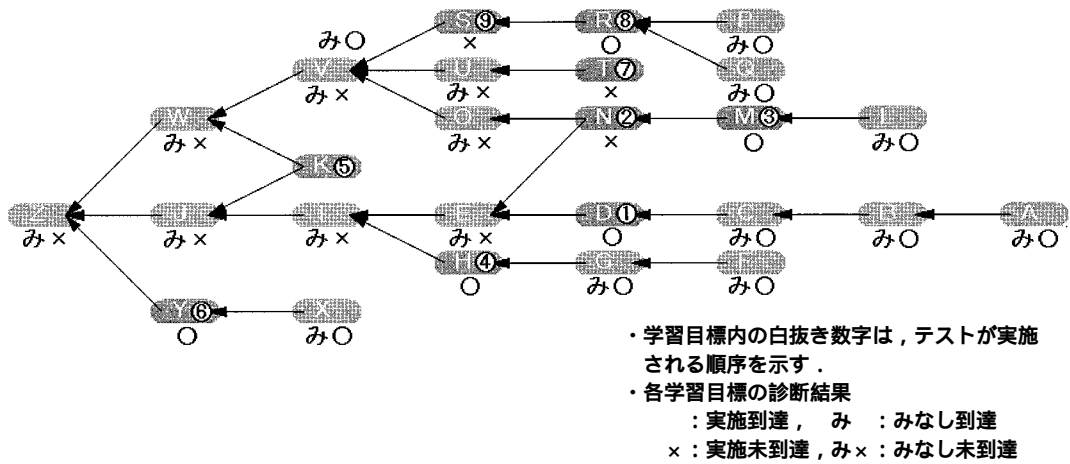 S⑨ R⑧ P
み○ × ○ み○
V U T⑦ Q
み× み× × み○
W O N② M③ L
み× み× × ○ み○
K⑤
Z J I E D① C B A
み× み× み× み× ○ み○ み○ み○
H④ G F
○ み○ み○
Y⑥ X
○ み○
・学習目標内の白抜き数字は，テストが実施
される順序を示す．
・各学習目標の診断結果
：実施到達， み ：みなし到達
×：実施未到達，み×：みなし未到達